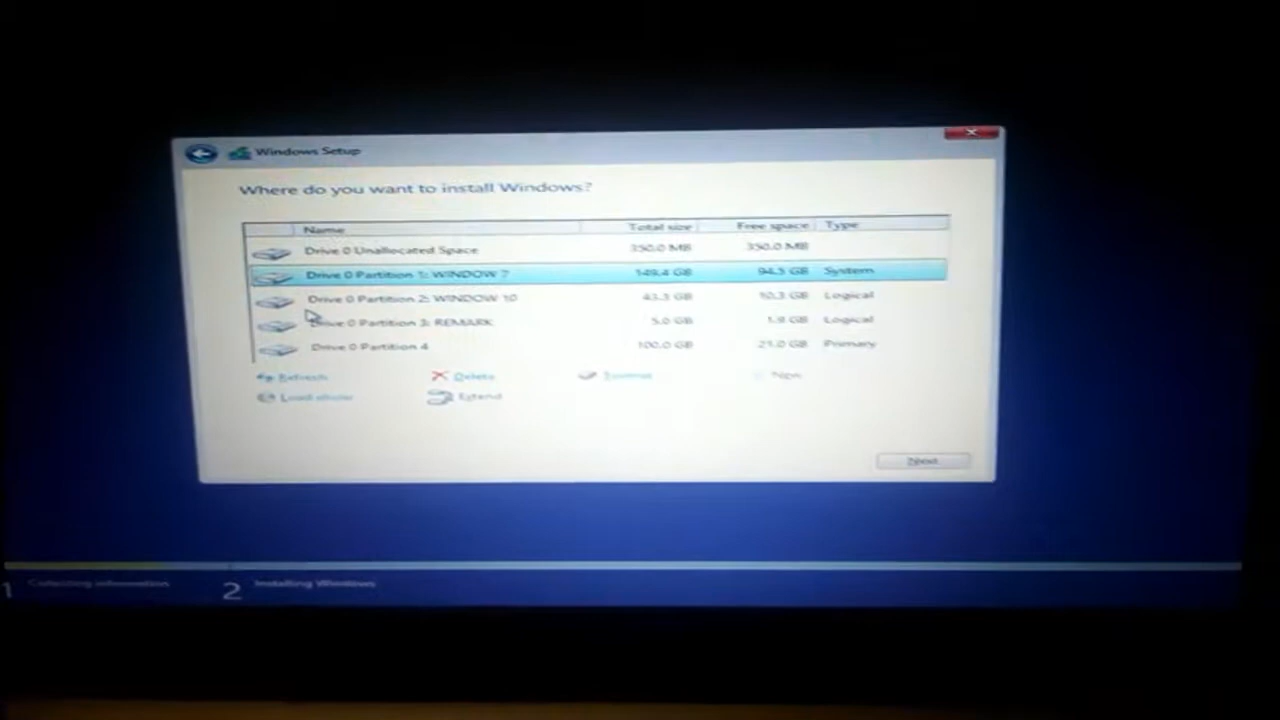 Windows Setup
Where do you want to install Windows?
Name Total size Free space Type
Drive 0 Unallocated Space 350.0 MB 350.0 MB
Drive 0 Partition 1: WINDOW 7 149.4 GB 94.5 GB System
Drive 0 Partition 2: WINDOW 10 43.3 GB 10.3 GB Logical
Drive 0 Partition 3: REMARK 5.0 GB 1.9 GB Logical
Drive 0 Partition 4 100.0 GB 21.0 GB Primary
Refresh Delete Format New
Load driver Extend
Next
1 Collecting information 2 Installing Windows